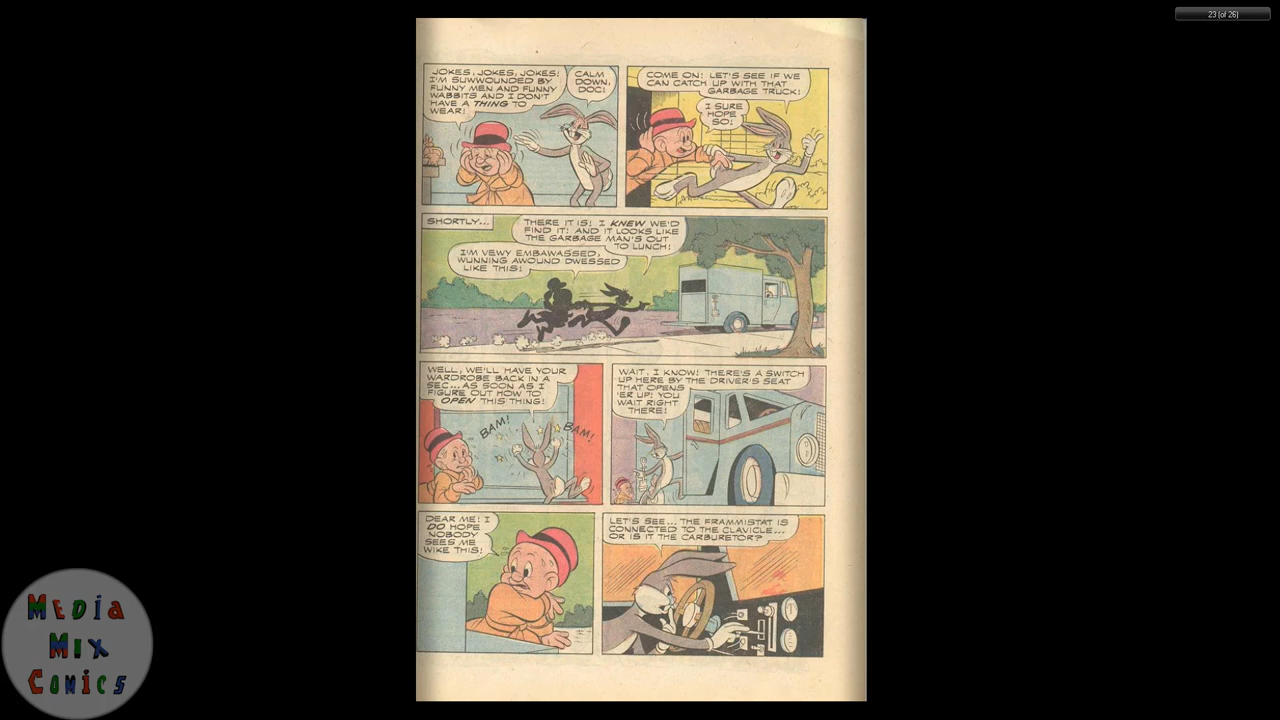 23 (of 26)
JOKES, JOKES, JOKES!
I'M SUWWOUNDED BY
FUNNY MEN AND FUNNY
WABBITS AND I DON'T
HAVE A THING TO
WEAR!
CALM
DOWN,
DOC!
COME ON! LET'S SEE IF WE
CAN CATCH UP WITH THAT
GARBAGE TRUCK!
I SURE
HOPE
SO!
SHORTLY...
THERE IT IS! I KNEW WE'D
FIND IT! AND IT LOOKS LIKE
THE GARBAGE MAN'S OUT
TO LUNCH!
I'M VEWY EMBAWASSED,
WUNNING AWOUND DWESSED
LIKE THIS!
WELL, WE'LL HAVE YOUR
WARDROBE BACK IN A
SEC... AS SOON AS I
FIGURE OUT HOW TO
OPEN THIS THING!
BAM!
BAM!
WAIT, I KNOW! THERE'S A SWITCH
UP HERE BY THE DRIVER'S SEAT
THAT OPENS
'ER UP! YOU
WAIT RIGHT
THERE!
DEAR ME! I
DO HOPE
NOBODY
SEES ME
WIKE THIS!
LET'S SEE... THE FRAMMISTAT IS
CONNECTED TO THE CLAVICLE...
OR IS IT THE CARBURETOR?
MEDIA
MIX
COMICS